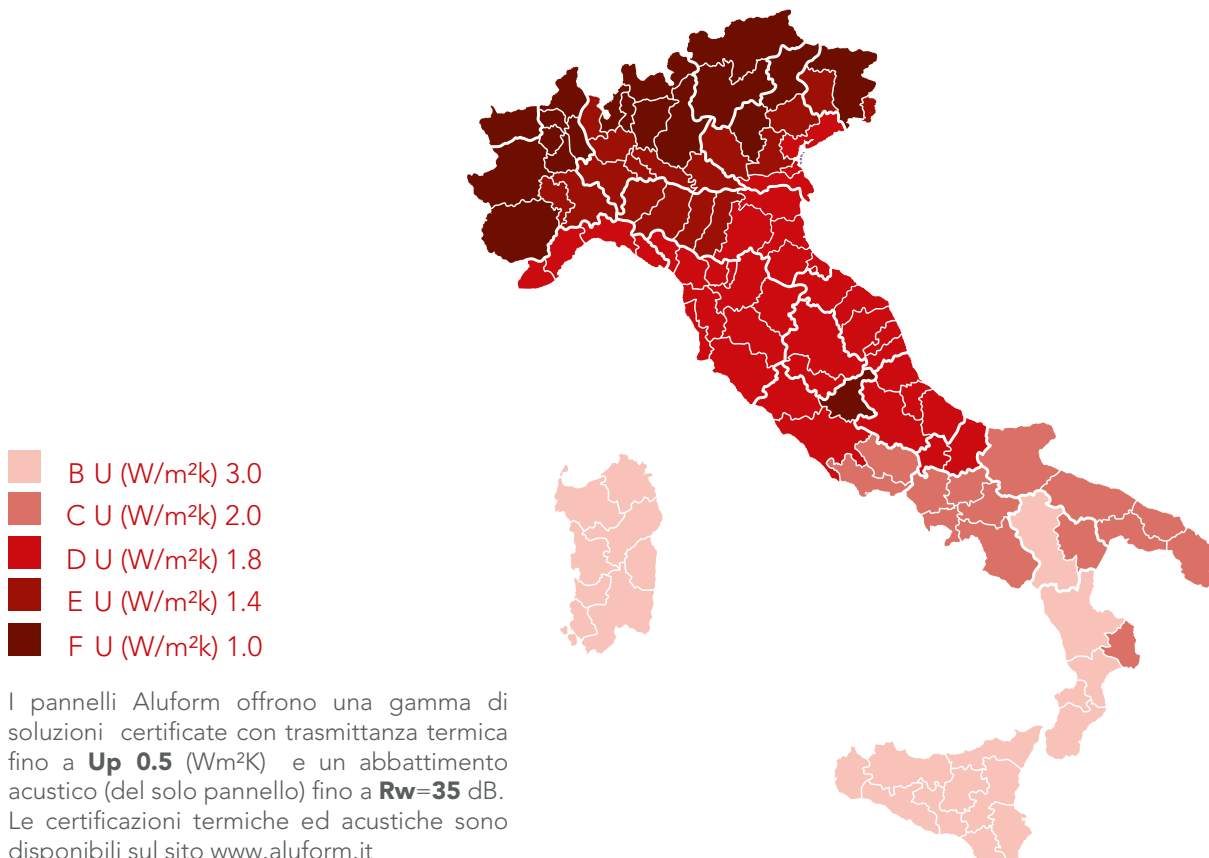 B U (W/m²k) 3.0
C U (W/m²k) 2.0
D U (W/m²k) 1.8
E U (W/m²k) 1.4
F U (W/m²k) 1.0
I pannelli Aluform offrono una gamma di
soluzioni certificate con trasmittanza termica
fino a Up 0.5 (Wm²K) e un abbattimento
acustico (del solo pannello) fino a Rw=35 dB.
Le certificazioni termiche ed acustiche sono
disponibili sul sito www.aluform.it